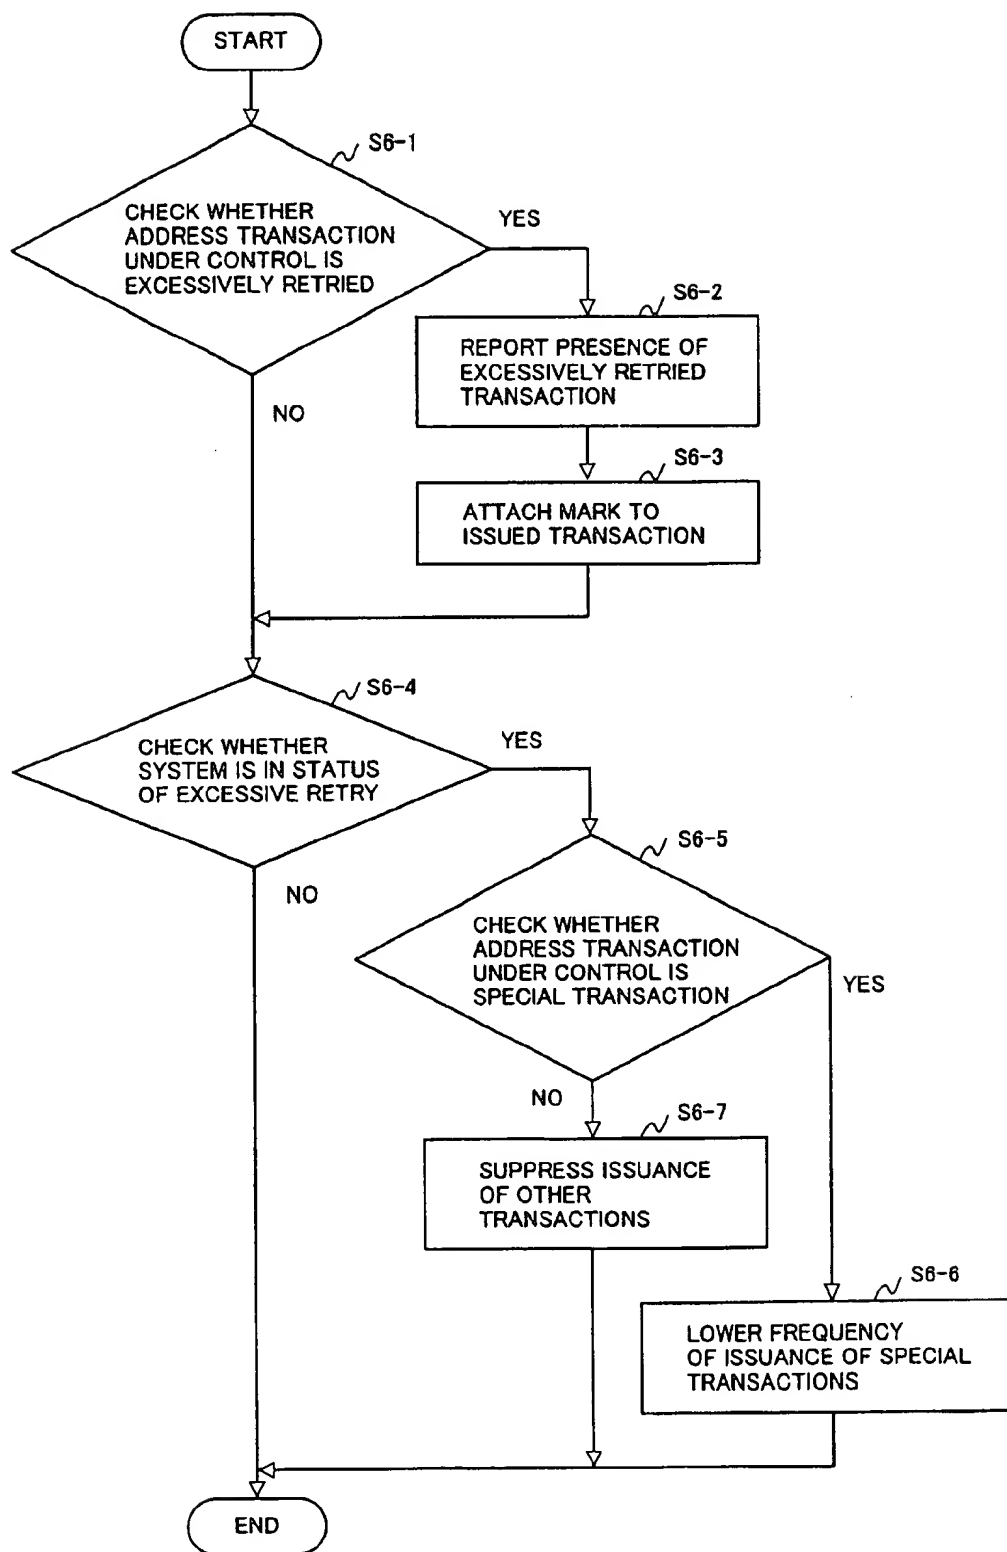 START
S6-1
CHECK WHETHER
ADDRESS TRANSACTION
UNDER CONTROL IS
EXCESSIVELY RETRIED
YES
S6-2
REPORT PRESENCE OF
EXCESSIVELY RETRIED
TRANSACTION
NO
S6-3
ATTACH MARK TO
ISSUED TRANSACTION
S6-4
CHECK WHETHER
SYSTEM IS IN STATUS
OF EXCESSIVE RETRY
YES
S6-5
NO
CHECK WHETHER
ADDRESS TRANSACTION
UNDER CONTROL IS
SPECIAL TRANSACTION
YES
NO
S6-7
SUPPRESS ISSUANCE
OF OTHER
TRANSACTIONS
S6-6
LOWER FREQUENCY
OF ISSUANCE OF SPECIAL
TRANSACTIONS
END